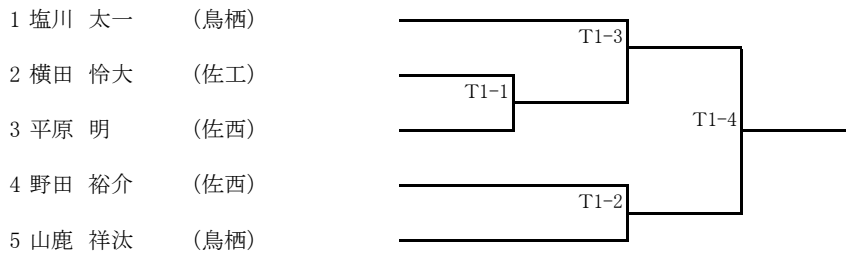 1 塩川 太一 (鳥栖)
T1-3
2 横田 怜大 (佐工)
T1-1
3 平原 明 (佐西)
T1-4
4 野田 裕介 (佐西)
T1-2
5 山鹿 祥汰 (鳥栖)